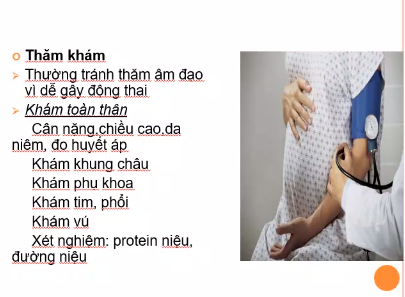 Thăm khám
Thường tránh thăm âm đạo
vì dễ gây động thai
Khám toàn thân
Cân nặng,chiều cao,da
niêm, đo huyết áp
Khám khung chậu
Khám phụ khoa
Khám tim, phổi
Khám vú
Xét nghiệm: protein niệu,
đường niệu